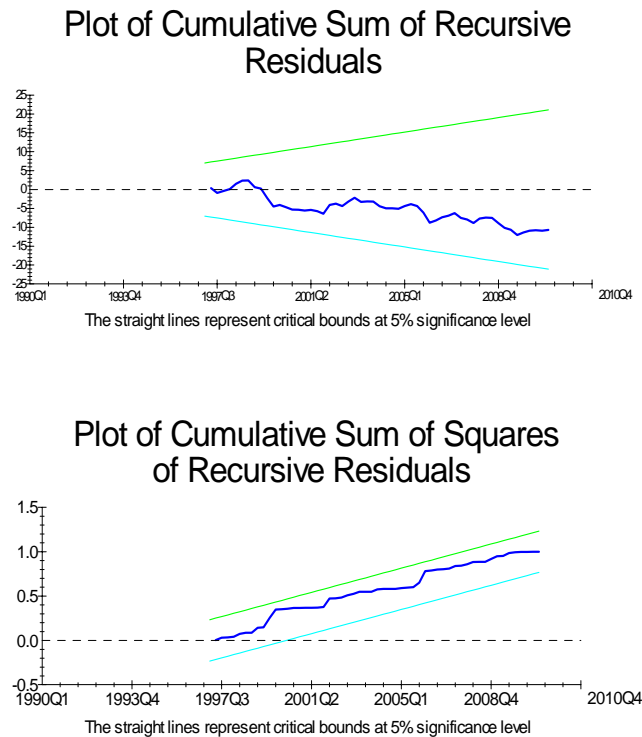 Plot of Cumulative Sum of Recursive
Residuals
25
20
15
10
5
0
-5
-10
-15
-20
-25
1990Q1 1993Q4 1997Q3 2001Q2 2005Q1 2008Q4 2010Q4
The straight lines represent critical bounds at 5% significance level
Plot of Cumulative Sum of Squares
of Recursive Residuals
1.5
1.0
0.5
0.0
-0.5
1990Q1 1993Q4 1997Q3 2001Q2 2005Q1 2008Q4 2010Q4
The straight lines represent critical bounds at 5% significance level